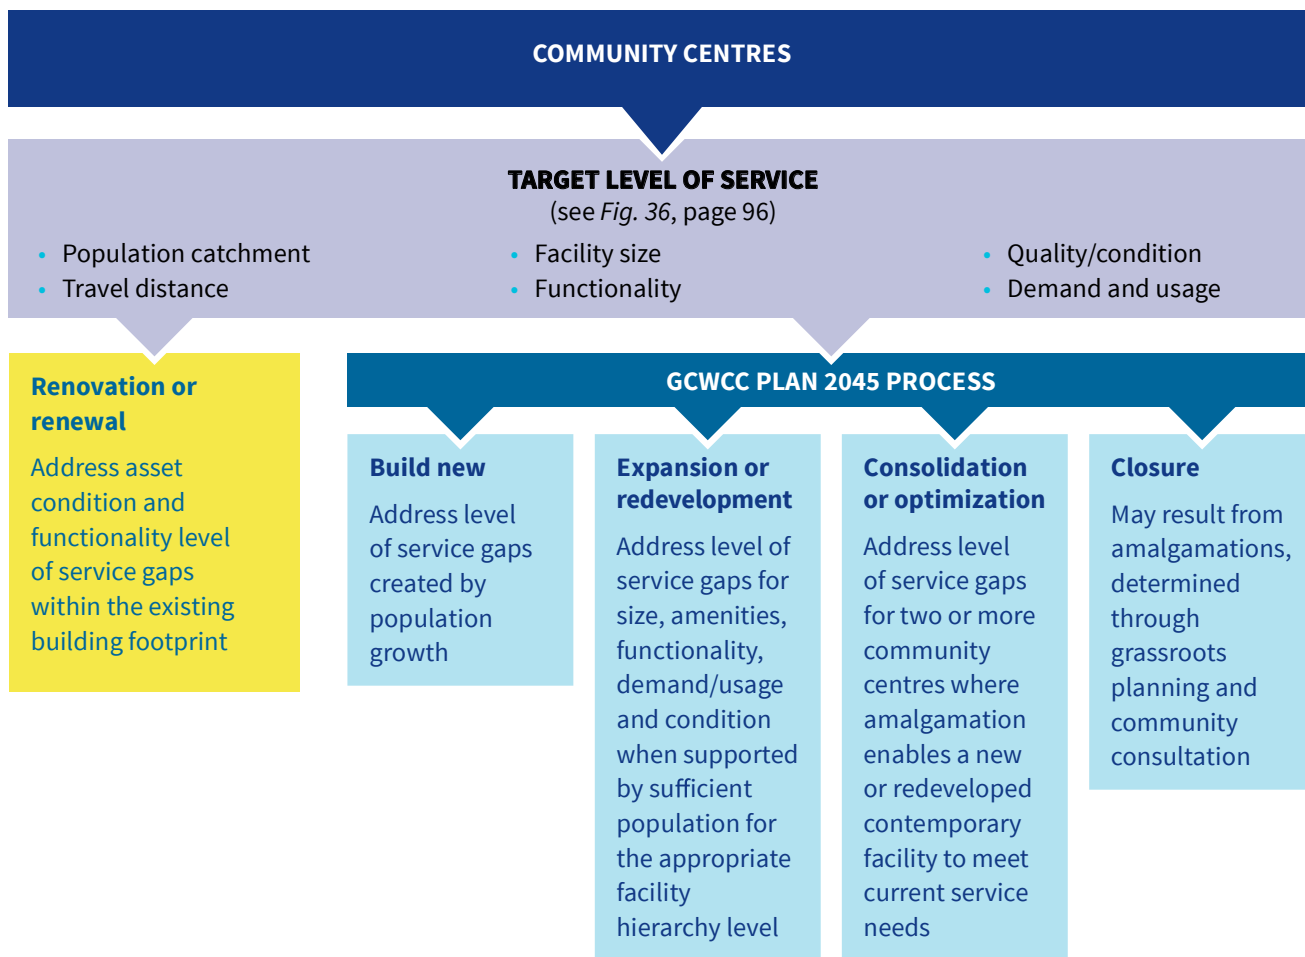 COMMUNITY CENTRES
TARGET LEVEL OF SERVICE
(see Fig. 36, page 96)
• Population catchment
• Travel distance
• Facility size
• Functionality
• Quality/condition
• Demand and usage
Renovation or
renewal
Address asset
condition and
functionality level
of service gaps
within the existing
building footprint
GCWCC PLAN 2045 PROCESS
Build new
Address level
of service gaps
created by
population
growth
Expansion or
redevelopment
Address level of
service gaps for
size, amenities,
functionality,
demand/usage
and condition
when supported
by sufficient
population for
the appropriate
facility
hierarchy level
Consolidation
or optimization
Address level
of service gaps
for two or more
community
centres where
amalgamation
enables a new
or redeveloped
contemporary
facility to meet
current service
needs
Closure
May result from
amalgamations,
determined
through
grassroots
planning and
community
consultation